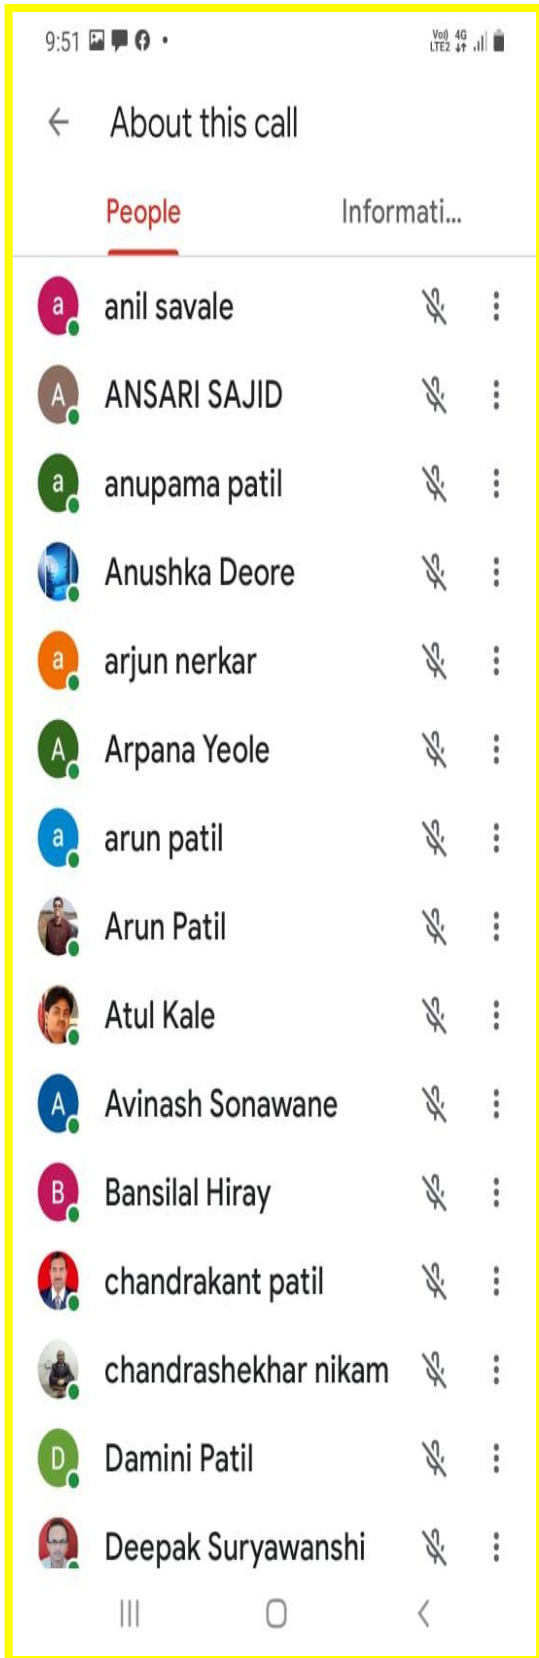 9:51
Vo)) 4G
LTE2
About this call
People
Informati...
a anil savale
A ANSARI SAJID
a anupama patil
Anushka Deore
a arjun nerkar
A Arpana Yeole
a arun patil
Arun Patil
Atul Kale
A Avinash Sonawane
B Bansilal Hiray
chandrakant patil
chandrashekhar nikam
D Damini Patil
Deepak Suryawanshi